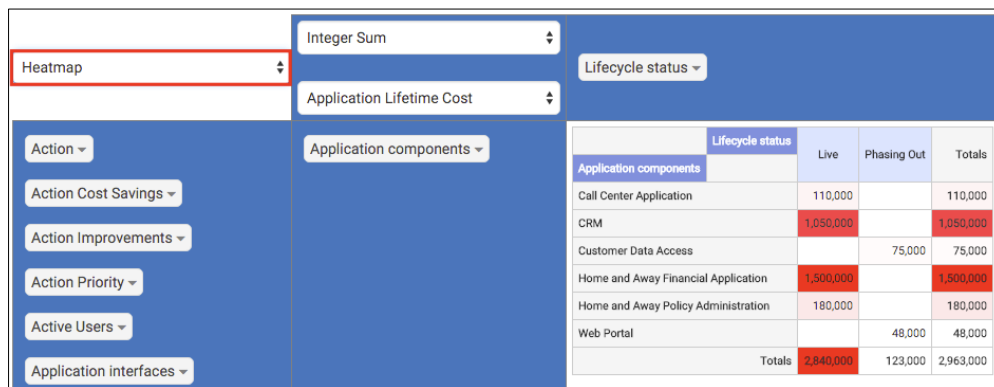 Heatmap
Integer Sum
Application Lifetime Cost
Lifecycle status
Action
Action Cost Savings
Action Improvements
Action Priority
Active Users
Application interfaces
Application components
Lifecycle status
Application components
Live Phasing Out Totals
Call Center Application 110,000 110,000
CRM 1,050,000 1,050,000
Customer Data Access 75,000 75,000
Home and Away Financial Application 1,500,000 1,500,000
Home and Away Policy Administration 180,000 180,000
Web Portal 48,000 48,000
Totals 2,840,000 123,000 2,963,000